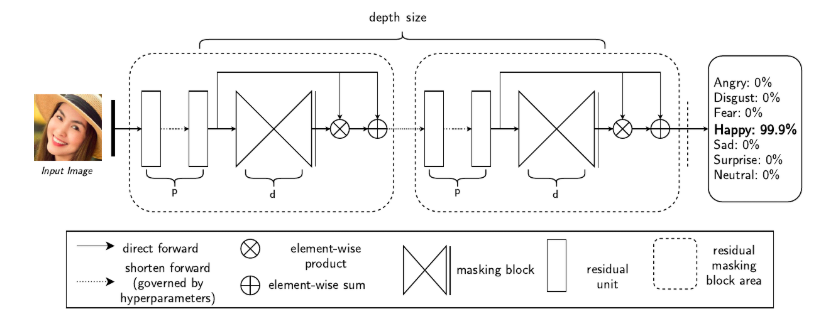 depth size
Input Image
p
d
p
d
Angry: 0%
Disgust: 0%
Fear: 0%
Happy: 99.9%
Sad: 0%
Surprise: 0%
Neutral: 0%
direct forward
shorten forward
(governed by
hyperparameters)
element-wise
product
element-wise sum
masking block
residual
unit
residual
masking
block area